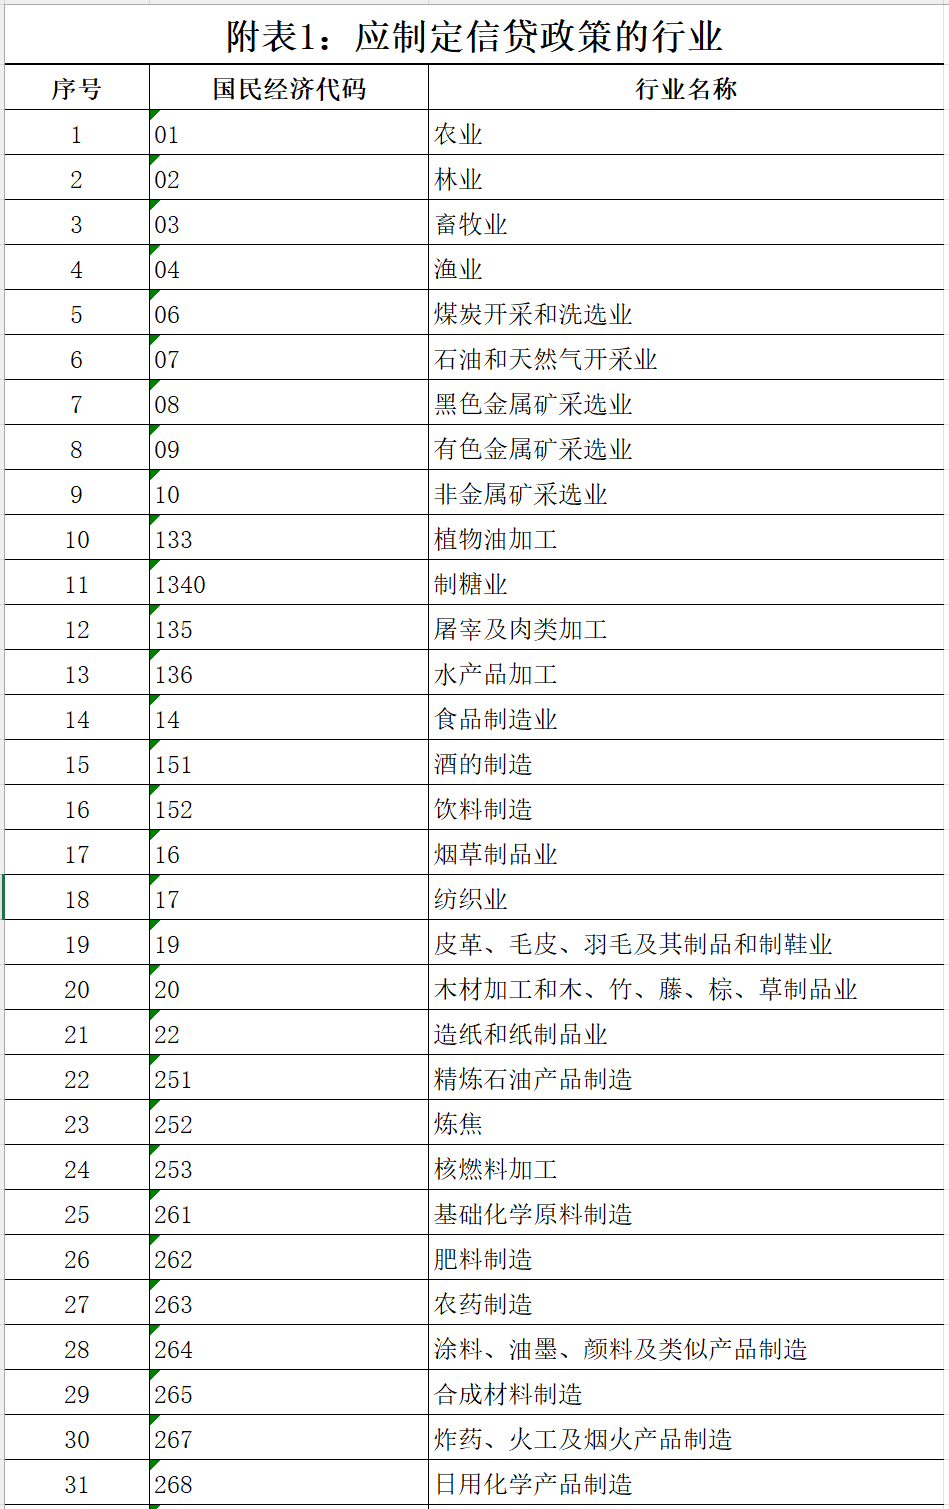 附表1：应制定信贷政策的行业
序号 国民经济代码 行业名称
1 01 农业
2 02 林业
3 03 畜牧业
4 04 渔业
5 06 煤炭开采和洗选业
6 07 石油和天然气开采业
7 08 黑色金属矿采选业
8 09 有色金属矿采选业
9 10 非金属矿采选业
10 133 植物油加工
11 1340 制糖业
12 135 屠宰及肉类加工
13 136 水产品加工
14 14 食品制造业
15 151 酒的制造
16 152 饮料制造
17 16 烟草制品业
18 17 纺织业
19 19 皮革、毛皮、羽毛及其制品和制鞋业
20 20 木材加工和木、竹、藤、棕、草制品业
21 22 造纸和纸制品业
22 251 精炼石油产品制造
23 252 炼焦
24 253 核燃料加工
25 261 基础化学原料制造
26 262 肥料制造
27 263 农药制造
28 264 涂料、油墨、颜料及类似产品制造
29 265 合成材料制造
30 267 炸药、火工及烟火产品制造
31 268 日用化学产品制造